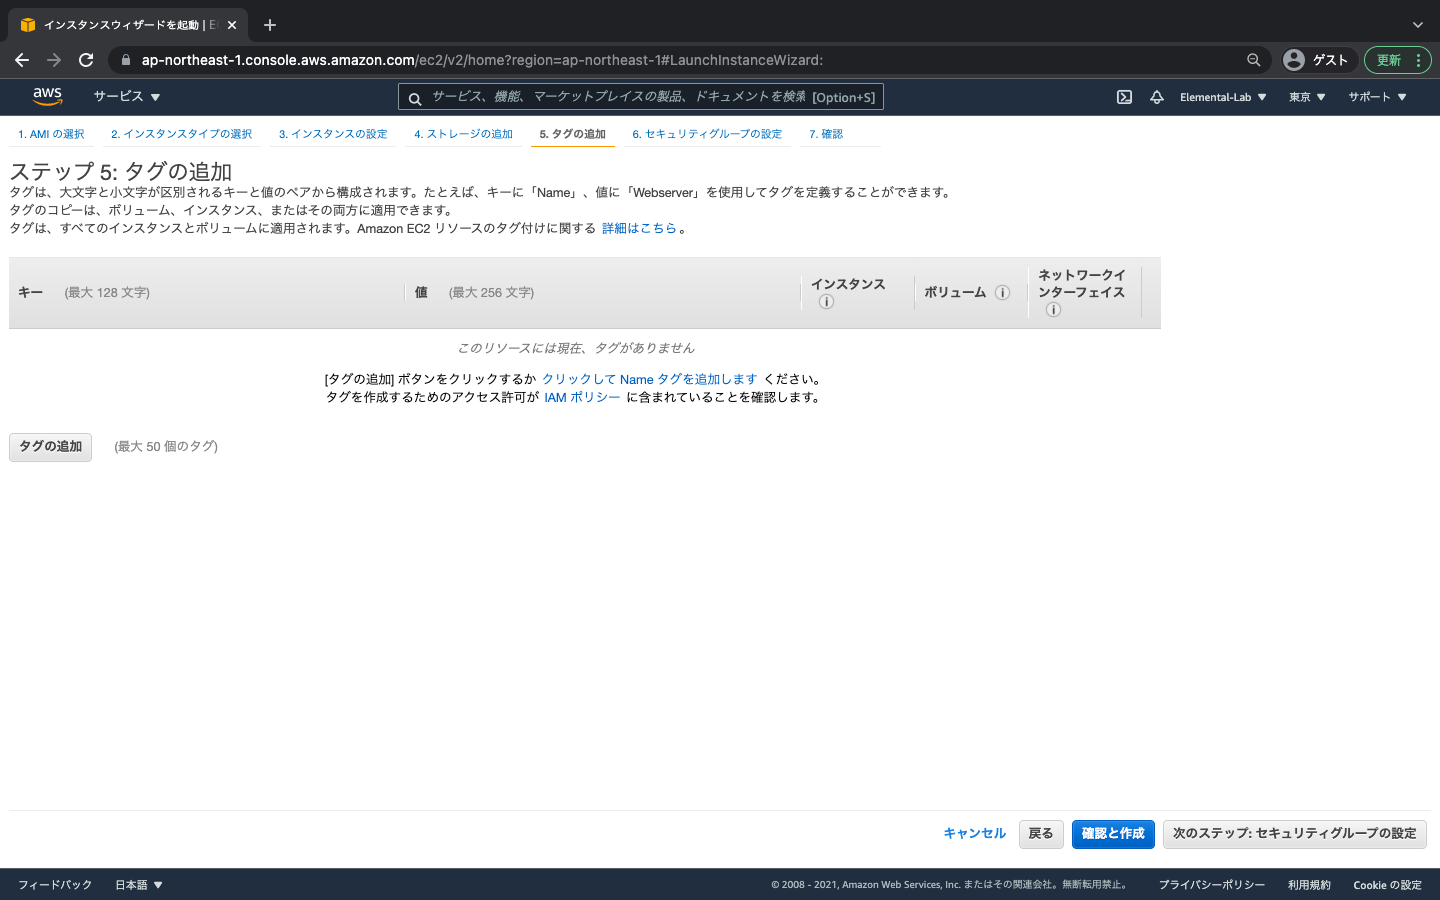 インスタンスウィザードを起動 | E
ap-northeast-1.console.aws.amazon.com/ec2/v2/home?region=ap-northeast-1#LaunchInstanceWizard:
ゲスト
更新
aws
サービス
サービス、機能、マーケットプレイスの製品、ドキュメントを検索
[Option+S]
Elemental-Lab
東京
サポート
1. AMI の選択
2. インスタンスタイプの選択
3. インスタンスの設定
4. ストレージの追加
5. タグの追加
6. セキュリティグループの設定
7. 確認
ステップ 5: タグの追加
タグは、大文字と小文字が区別されるキーと値のペアから構成されます。たとえば、キーに「Name」、値に「Webserver」を使用してタグを定義することができます。
タグのコピーは、ボリューム、インスタンス、またはその両方に適用できます。
タグは、すべてのインスタンスとボリュームに適用されます。Amazon EC2 リソースのタグ付けに関する 詳細はこちら 。
キー (最大 128 文字)
値 (最大 256 文字)
インスタンス
ボリューム
ネットワークイ
ンターフェイス
このリソースには現在、タグがありません
[タグの追加] ボタンをクリックするか クリックして Name タグを追加します ください。
タグを作成するためのアクセス許可が IAM ポリシー に含まれていることを確認します。
タグの追加
(最大 50 個のタグ)
キャンセル
戻る
確認と作成
次のステップ: セキュリティグループの設定
フィードバック
日本語
© 2008 - 2021, Amazon Web Services, Inc. またはその関連会社。無断転用禁止。
プライバシーポリシー
利用規約
Cookie の設定